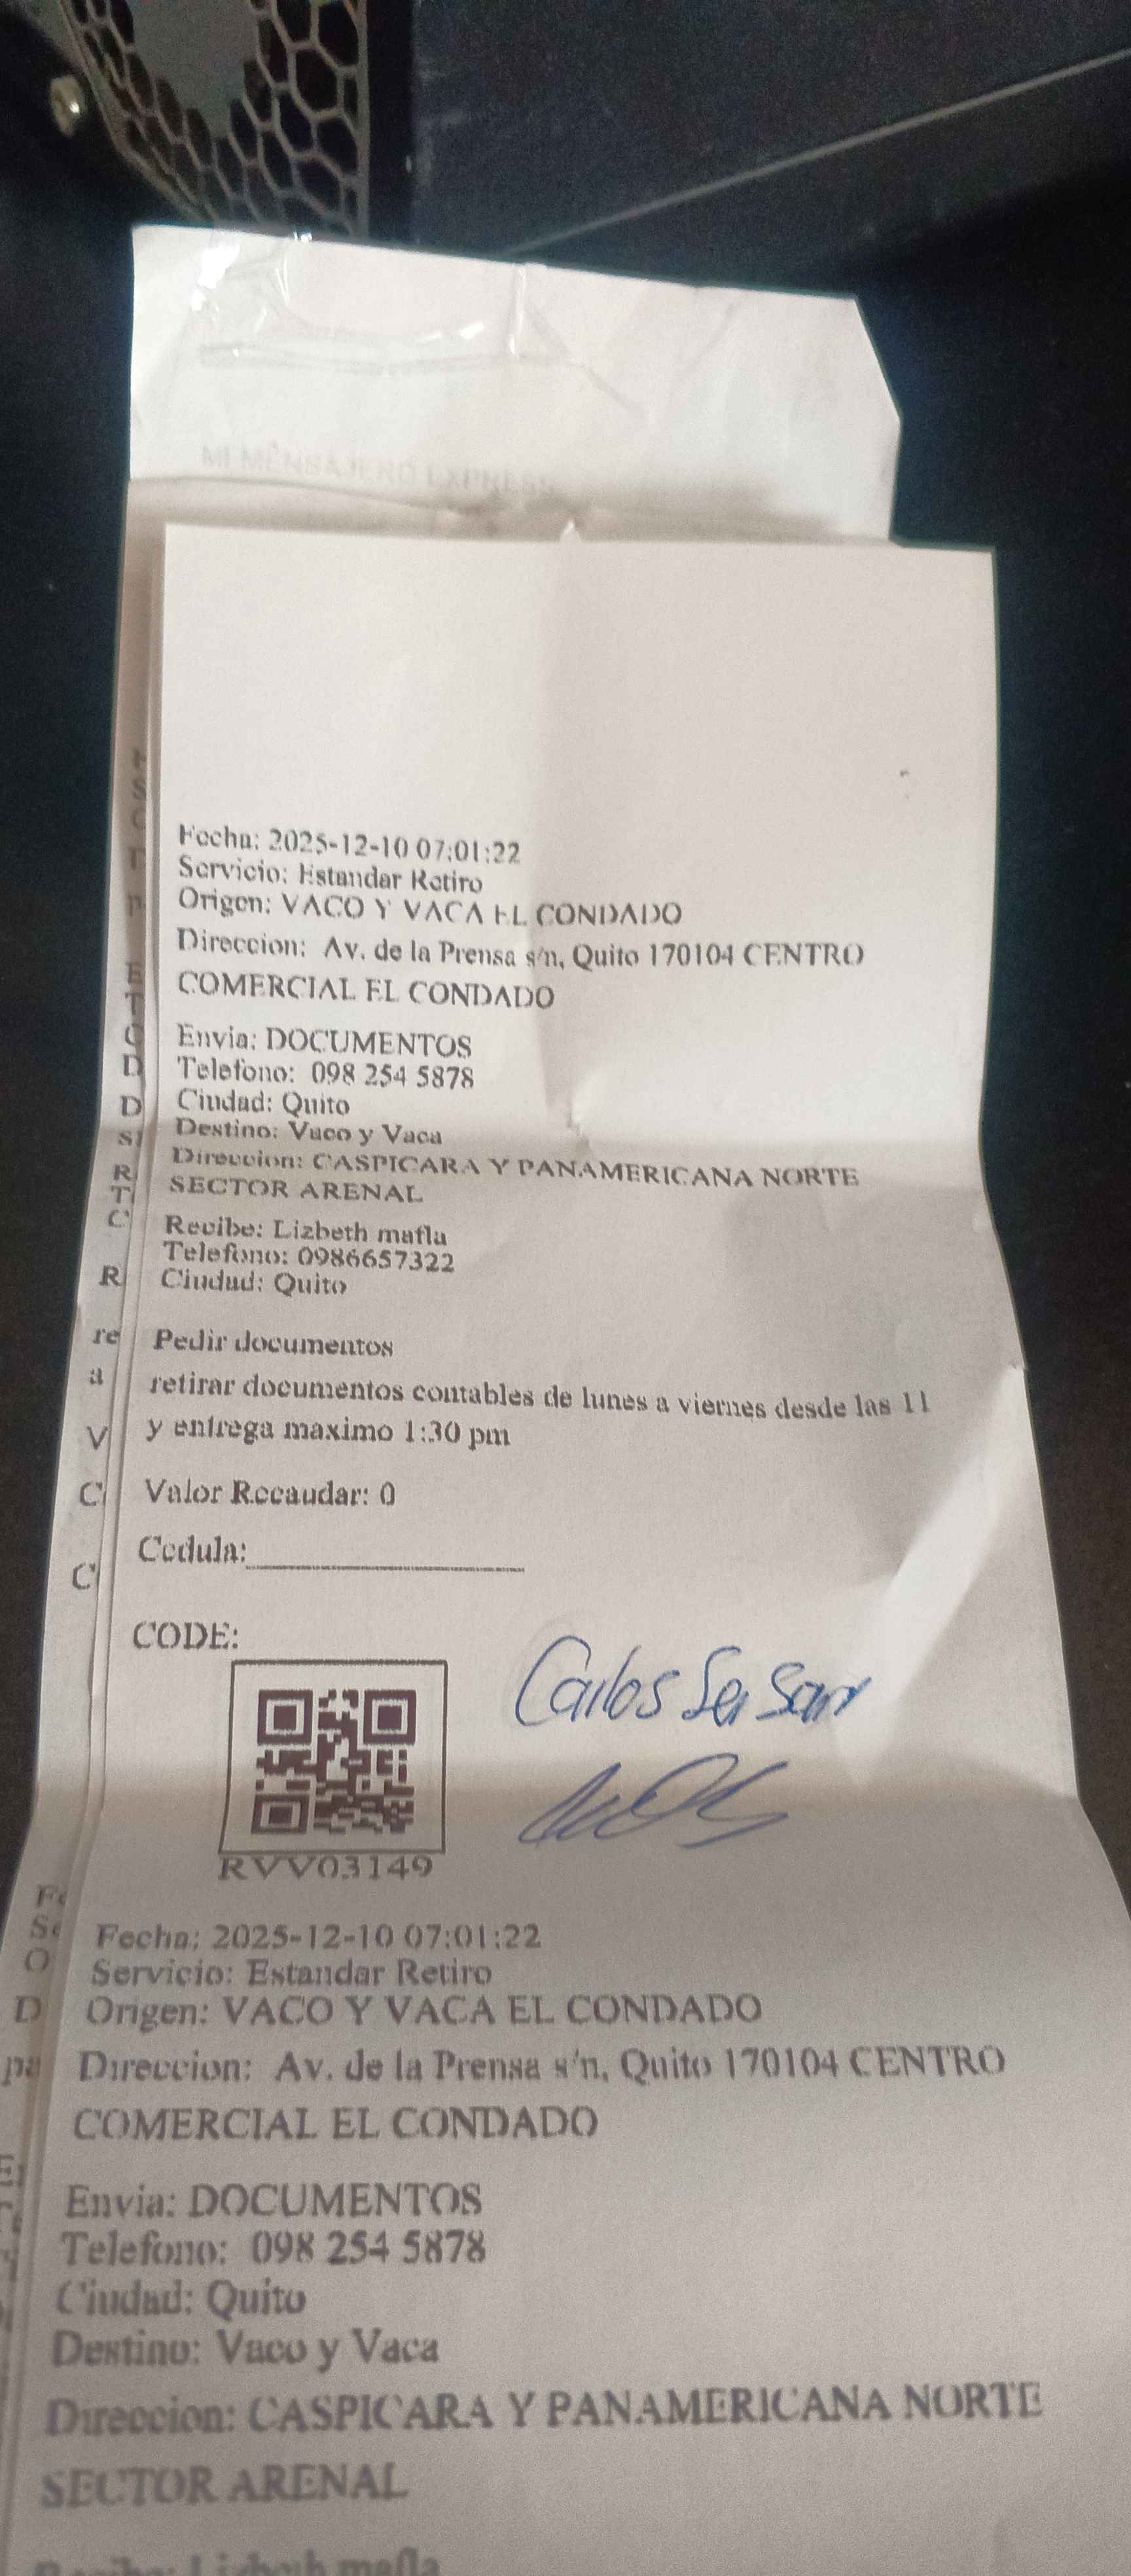 MI MENSAJERO EXPRESS
Fecha: 2025-12-10 07:01:22
Servicio: Estandar Retiro
Origen: VACO Y VACA EL CONDADO
Direccion: Av. de la Prensa s/n, Quito 170104 CENTRO
COMERCIAL EL CONDADO
Envia: DOCUMENTOS
Telefono: 098 254 5878
Ciudad: Quito
Destino: Vaco y Vaca
Direccion: CASPICARA Y PANAMERICANA NORTE
SECTOR ARENAL
Recibe: Lizbeth mafla
Telefono: 0986657322
Ciudad: Quito
Pedir documentos
retirar documentos contables de lunes a viernes desde las 11
y entrega maximo 1:30 pm
Valor Recaudar: 0
Cedula:
CODE:
Carlos
RVV03149
Fecha: 2025-12-10 07:01:22
Servicio: Estandar Retiro
Origen: VACO Y VACA EL CONDADO
Direccion: Av. de la Prensa s/n, Quito 170104 CENTRO
COMERCIAL EL CONDADO
Envia: DOCUMENTOS
Telefono: 098 254 5878
Ciudad: Quito
Destino: Vaco y Vaca
Direccion: CASPICARA Y PANAMERICANA NORTE
SECTOR ARENAL
Recibe: Lizbeth mafla